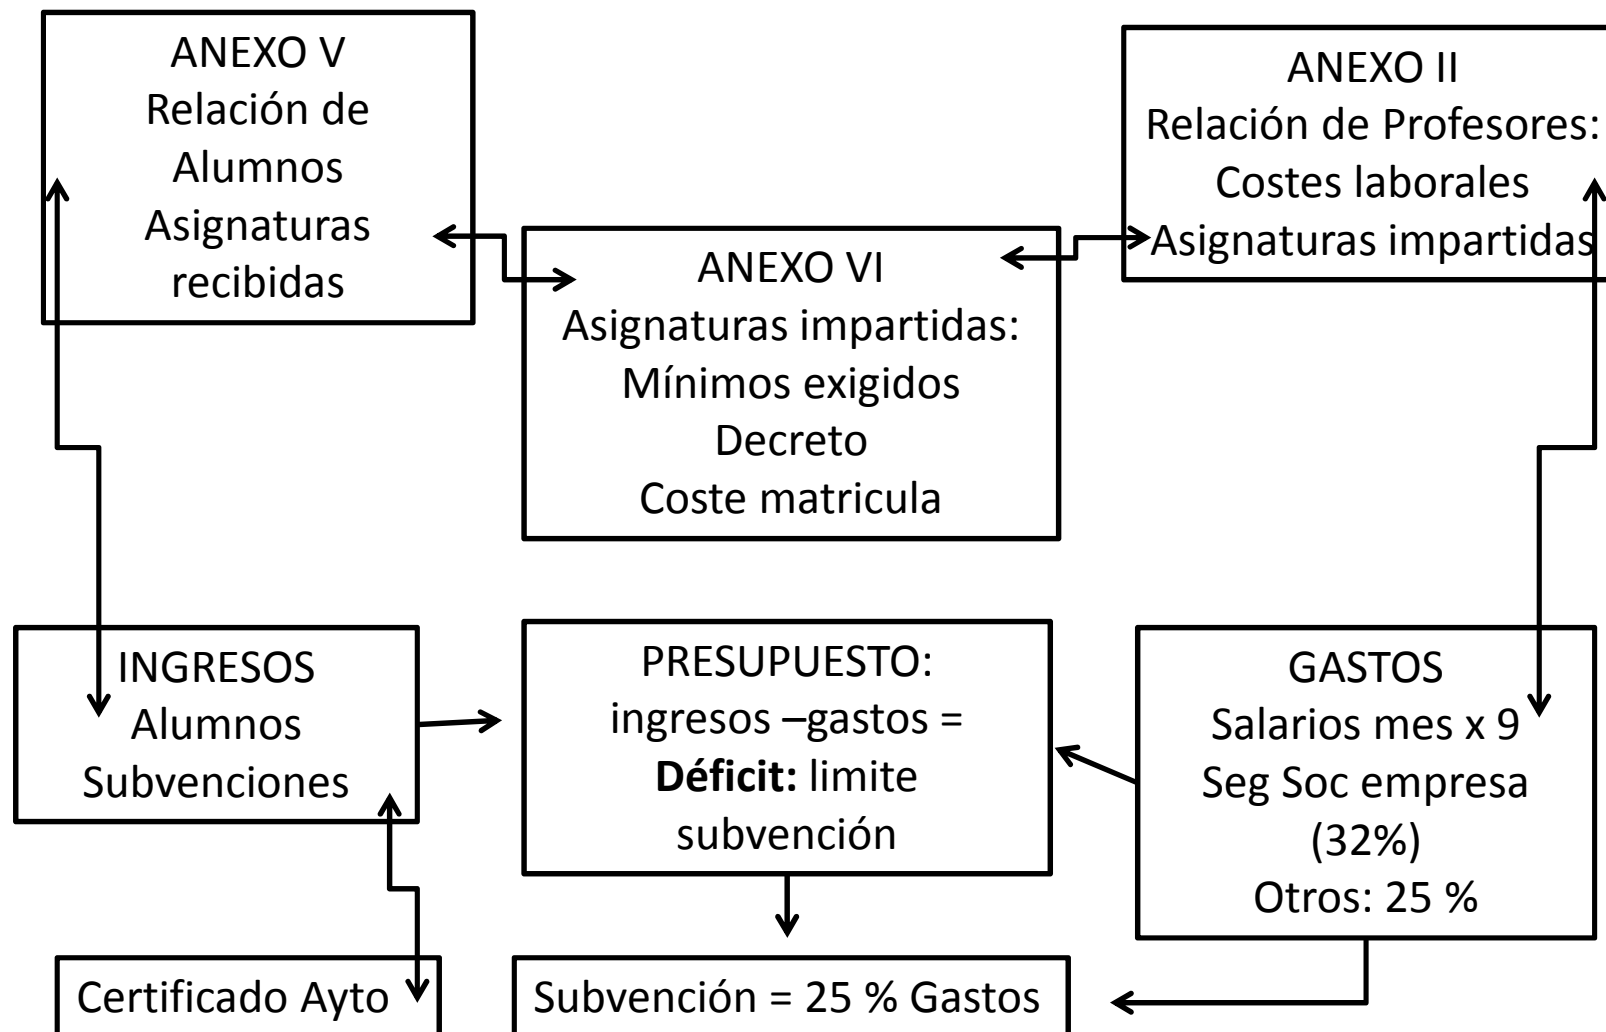 ANEXO V
Relación de
Alumnos
Asignaturas
recibidas
ANEXO II
Relación de Profesores:
Costes laborales
Asignaturas impartidas
ANEXO VI
Asignaturas impartidas:
Mínimos exigidos
Decreto
Coste matricula
INGRESOS
Alumnos
Subvenciones
PRESUPUESTO:
ingresos –gastos =
Déficit: limite
subvención
GASTOS
Salarios mes x 9
Seg Soc empresa
(32%)
Otros: 25 %
Certificado Ayto
Subvención = 25 % Gastos